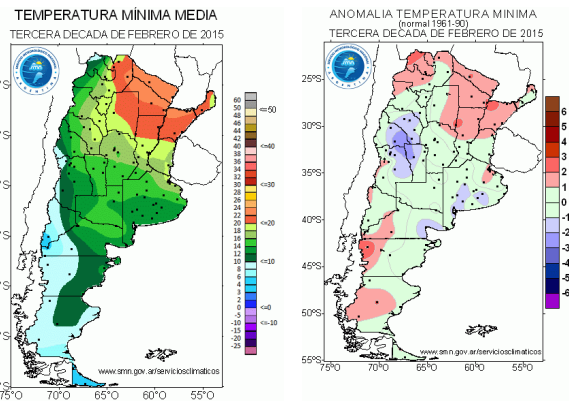 TEMPERATURA MÍNIMA MEDIA
TERCERA DECADA DE FEBRERO DE 2015
60
50
48
46
44
42
40
38
36
34
32
30
28
26
24
22
20
18
16
14
12
10
8
6
4
2
0
-5
-10
-15
-20
-25
<=50
<=40
<=30
<=20
<=10
<=0
<=-10
www.smn.gov.ar/serviciosclimaticos
75°O
70°O
65°O
60°O
55°O
ANOMALIA TEMPERATURA MINIMA
(normal 1961-90)
TERCERA DECADA DE FEBRERO DE 2015
25°S
30°S
35°S
40°S
45°S
50°S
55°S
6
5
4
3
2
1
0
-1
-2
-3
-4
-5
-6
www.smn.gov.ar/serviciosclimaticos
75°O
70°O
65°O
60°O
55°O